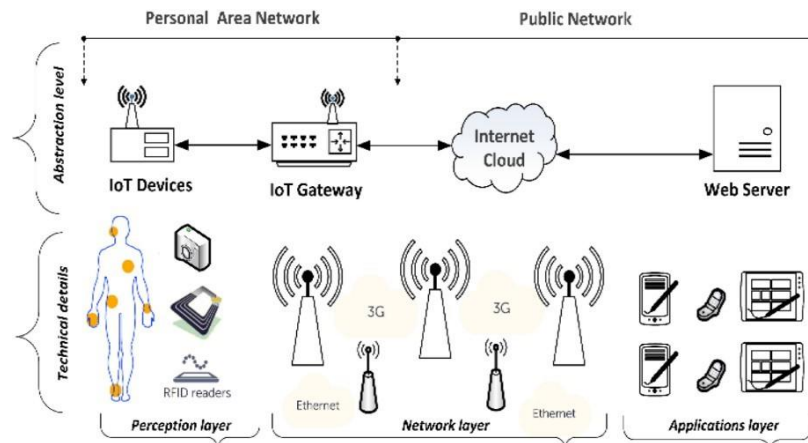 Personal Area Network
Public Network
Abstraction level
IoT Devices
IoT Gateway
Internet
Cloud
Web Server
Technical details
3G
3G
RFID readers
Ethernet
Ethernet
Perception layer
Network layer
Applications layer